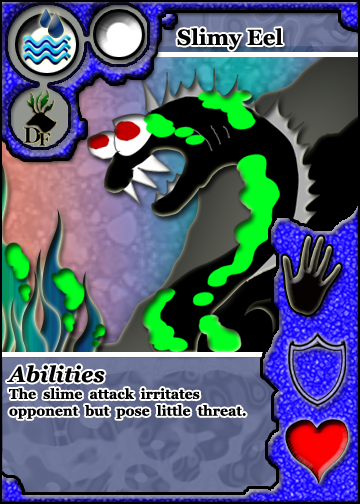 Slimy Eel
DF
Abilities
The slime attack irritates
opponent but pose little threat.